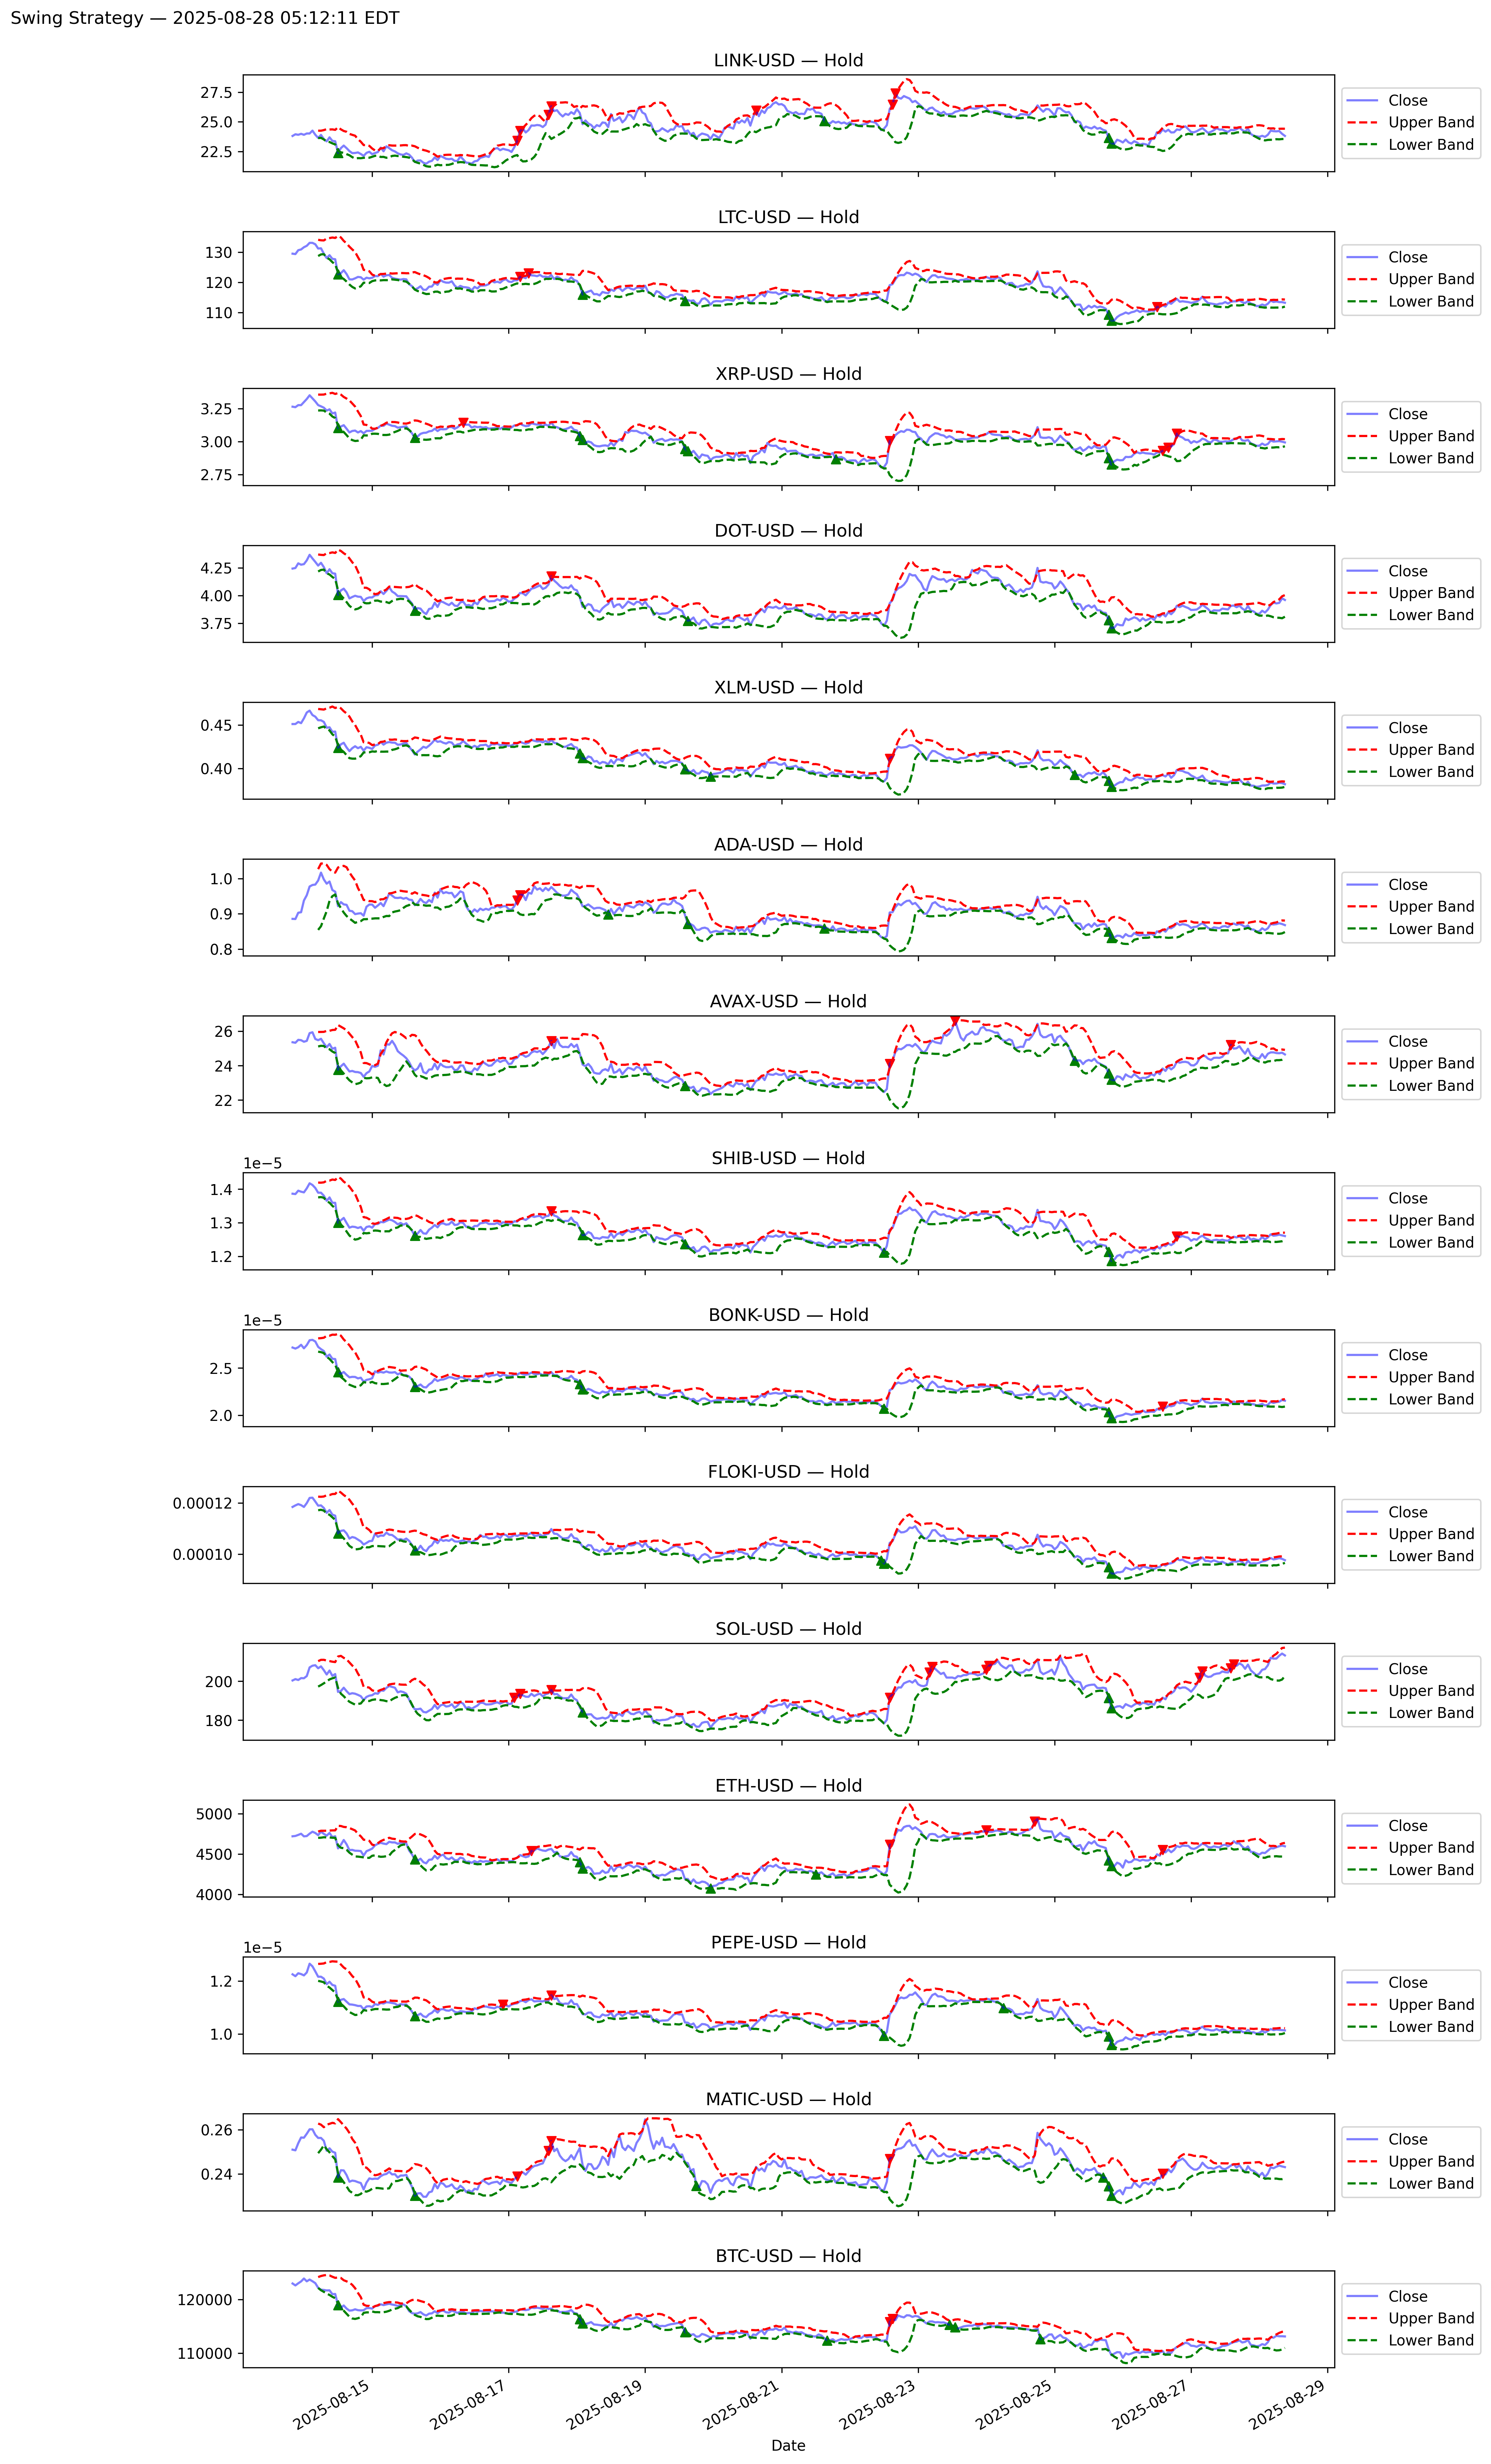 Swing Strategy — 2025-08-28 05:12:11 EDT
LINK-USD — Hold
27.5
25.0
22.5
Close
Upper Band
Lower Band
LTC-USD — Hold
130
120
110
Close
Upper Band
Lower Band
XRP-USD — Hold
3.25
3.00
2.75
Close
Upper Band
Lower Band
DOT-USD — Hold
4.25
4.00
3.75
Close
Upper Band
Lower Band
XLM-USD — Hold
0.45
0.40
Close
Upper Band
Lower Band
ADA-USD — Hold
1.0
0.9
0.8
Close
Upper Band
Lower Band
AVAX-USD — Hold
26
24
22
Close
Upper Band
Lower Band
SHIB-USD — Hold
1e−5
1.4
1.3
1.2
Close
Upper Band
Lower Band
BONK-USD — Hold
1e−5
2.5
2.0
Close
Upper Band
Lower Band
FLOKI-USD — Hold
0.00012
0.00010
Close
Upper Band
Lower Band
SOL-USD — Hold
200
180
Close
Upper Band
Lower Band
ETH-USD — Hold
5000
4500
4000
Close
Upper Band
Lower Band
PEPE-USD — Hold
1e−5
1.2
1.0
Close
Upper Band
Lower Band
MATIC-USD — Hold
0.26
0.24
Close
Upper Band
Lower Band
BTC-USD — Hold
120000
110000
Close
Upper Band
Lower Band
2025-08-15
2025-08-17
2025-08-19
2025-08-21
2025-08-23
2025-08-25
2025-08-27
2025-08-29
Date